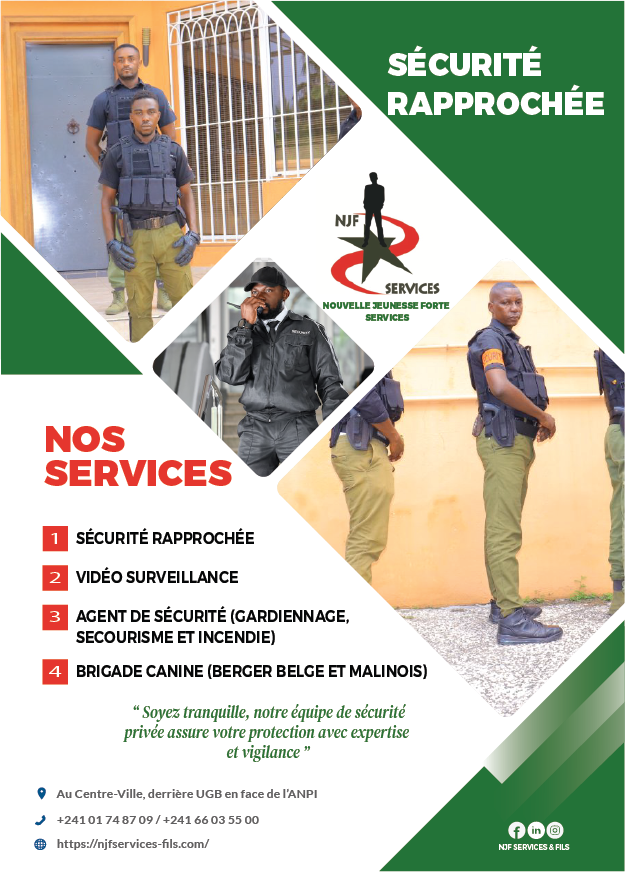 SÉCURITÉ
RAPPROCHÉE
NJF
SERVICES
NOUVELLE JEUNESSE FORTE
SERVICES
SECURITY
NOS
SERVICES
1 SÉCURITÉ RAPPROCHÉE
2 VIDÉO SURVEILLANCE
3 AGENT DE SÉCURITÉ (GARDIENNAGE,
SECOURISME ET INCENDIE)
4 BRIGADE CANINE (BERGER BELGE ET MALINOIS)
“ Soyez tranquille, notre équipe de sécurité
privée assure votre protection avec expertise
et vigilance ”
Au Centre-Ville, derrière UGB en face de l’ANPI
+241 01 74 87 09 / +241 66 03 55 00
https://njfservices-fils.com/
NJF SERVICES & FILS